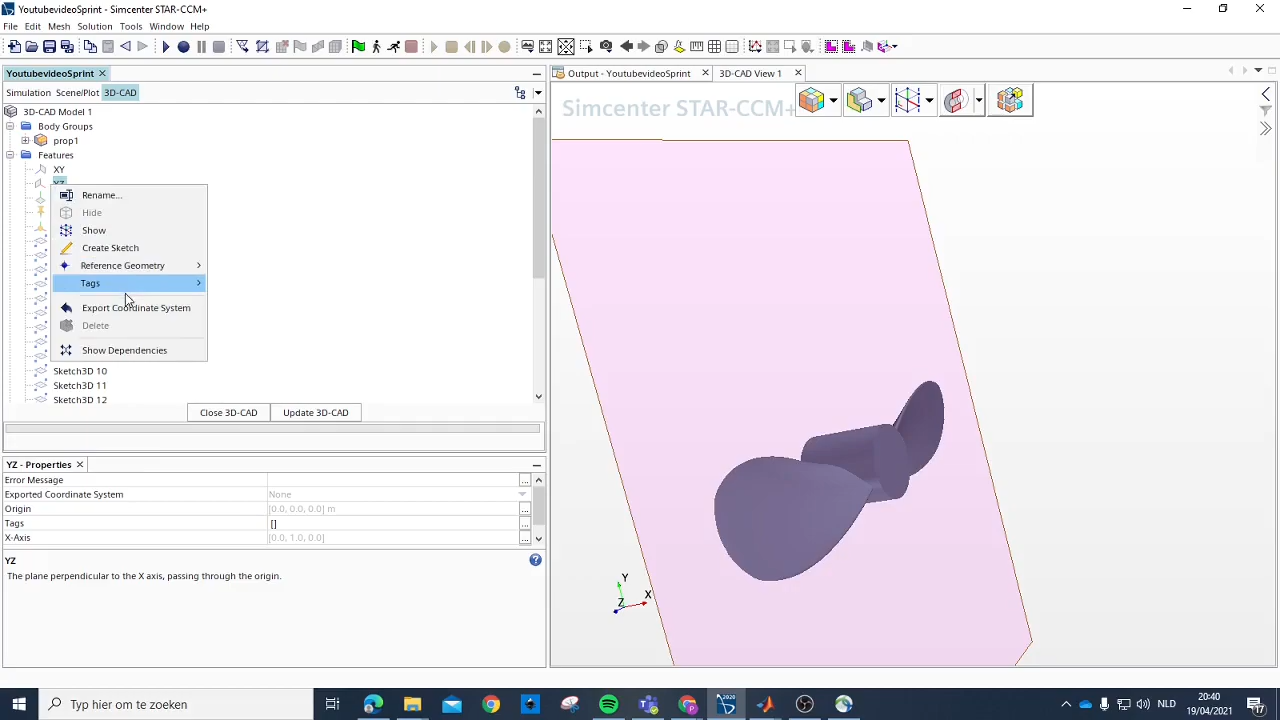 YoutubevideoSprint - Simcenter STAR-CCM+
File Edit Mesh Solution Tools Window Help
YoutubevideoSprint
Output - YoutubevideoSprint
3D-CAD View 1
Simulation Scene/Plot 3D-CAD
Simcenter STAR-CCM+
3D-CAD Model 1
Body Groups
prop1
Features
XY
YZ
Rename...
Hide
Show
Create Sketch
Reference Geometry
Tags
Export Coordinate System
Delete
Show Dependencies
Sketch3D 10
Sketch3D 11
Sketch3D 12
Close 3D-CAD
Update 3D-CAD
YZ - Properties
Error Message
Exported Coordinate System None
Origin [0.0, 0.0, 0.0] m
Tags []
X-Axis [0.0, 1.0, 0.0]
YZ
The plane perpendicular to the X axis, passing through the origin.
Y
X
Z
Typ hier om te zoeken
2020
NLD
20:40
19/04/2021
17